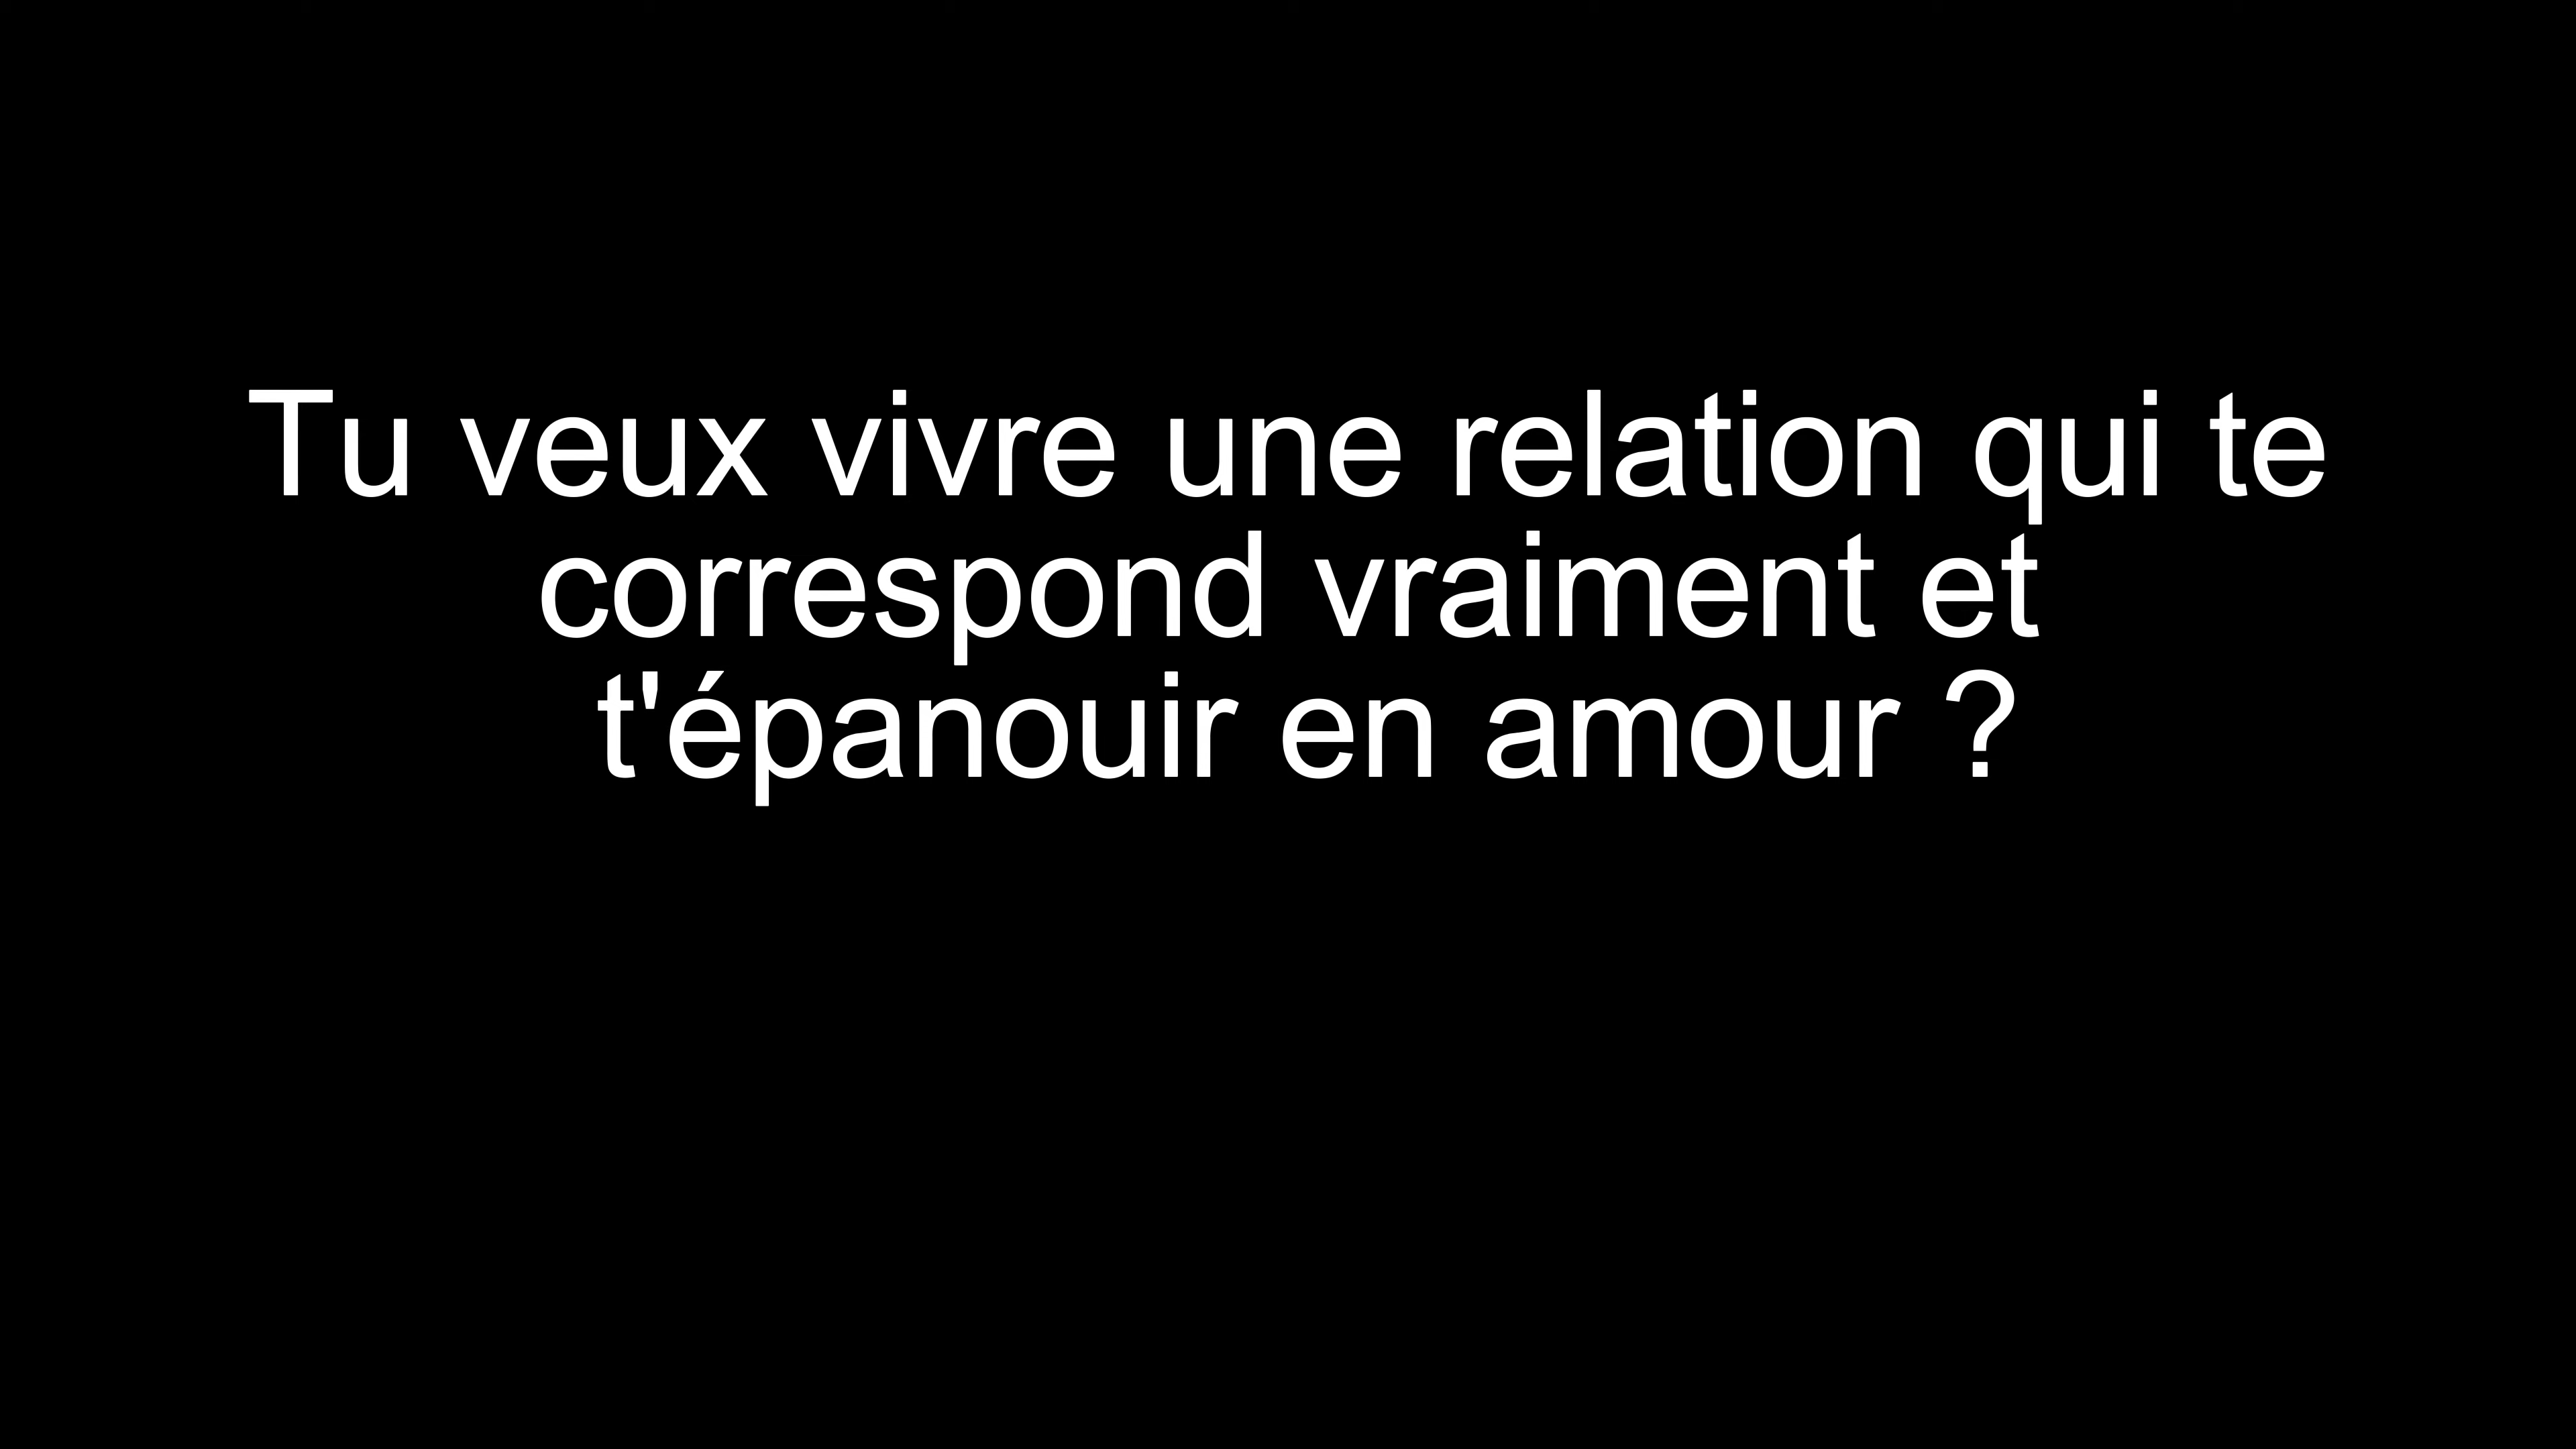 Tu veux vivre une relation qui te
correspond vraiment et
t'épanouir en amour ?